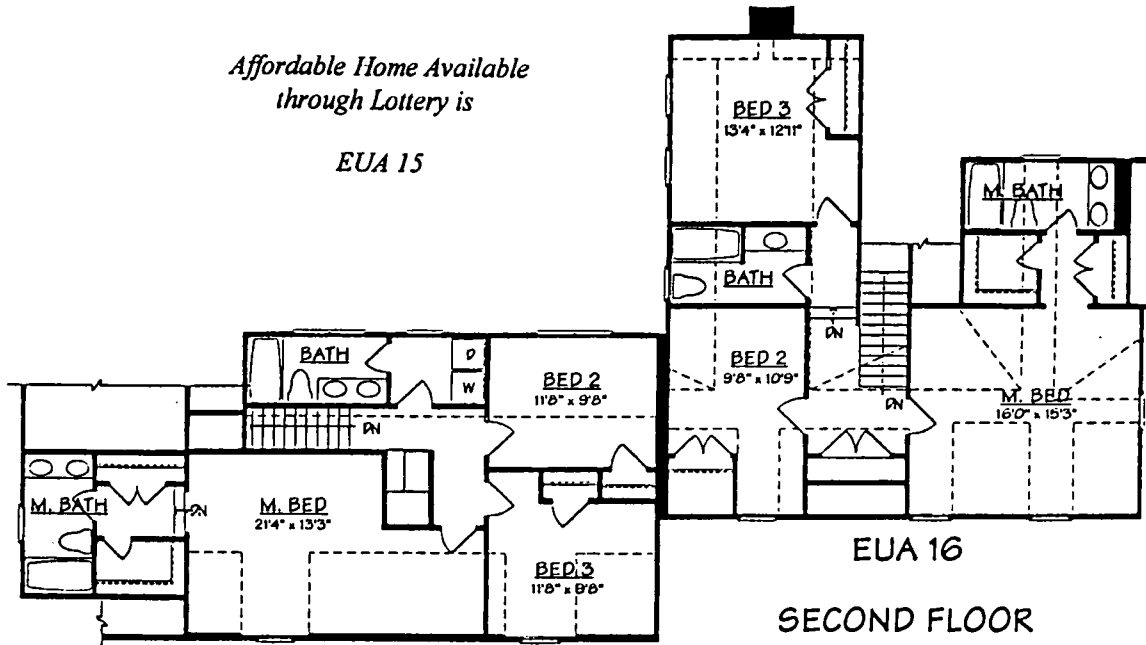 Affordable Home Available
through Lottery is
EUA 15
BED 3
13'4" x 12'11"
M. BATH
BATH
DN
BED 2
9'8" x 10'9"
DN
M. BED
16'0" x 15'3"
BATH
D
W
BED 2
11'8" x 9'8"
DN
M. BATH
DN
M. BED
21'4" x 13'3"
BED 3
11'8" x 9'8"
EUA 16
SECOND FLOOR